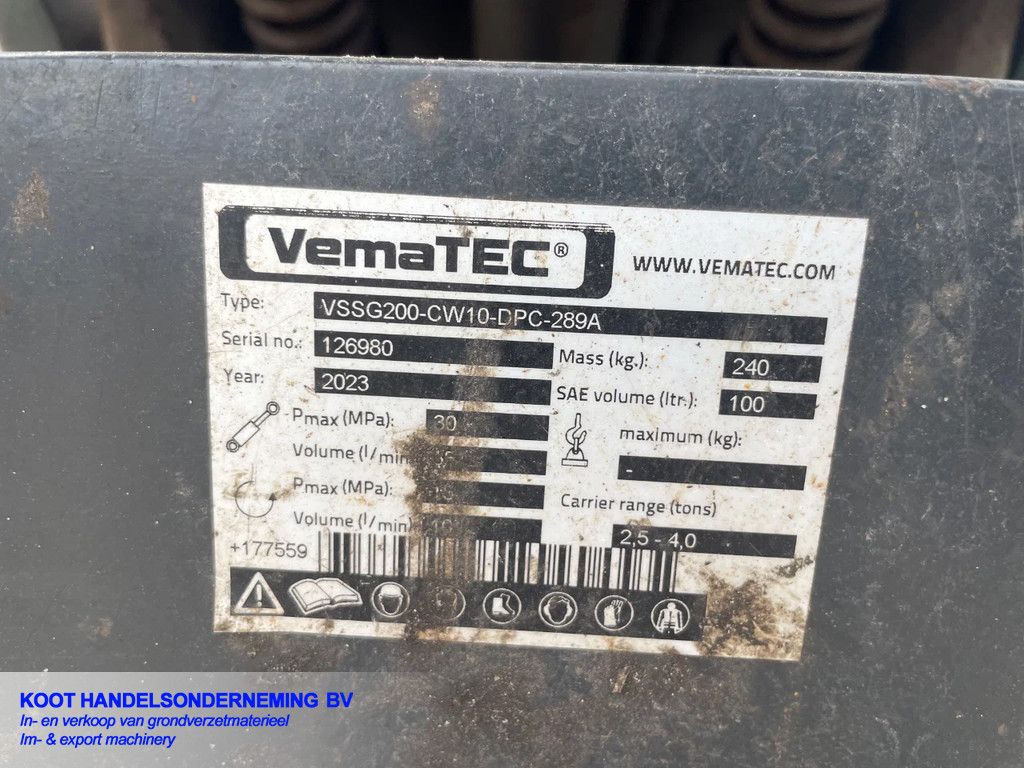 VemaTEC®
WWW.VEMATEC.COM
Type: VSSG200-CW10-DPC-289A
Serial no.: 126980
Mass (kg.): 240
Year: 2023
SAE volume (ltr.): 100
Pmax (MPa): 30
maximum (kg): -
Volume (l/min
Pmax (MPa):
Carrier range (tons)
Volume (l/min)
2,5 - 4,0
+177559
KOOT HANDELSONDERNEMING BV
In- en verkoop van grondverzetmaterieel
Im- & export machinery